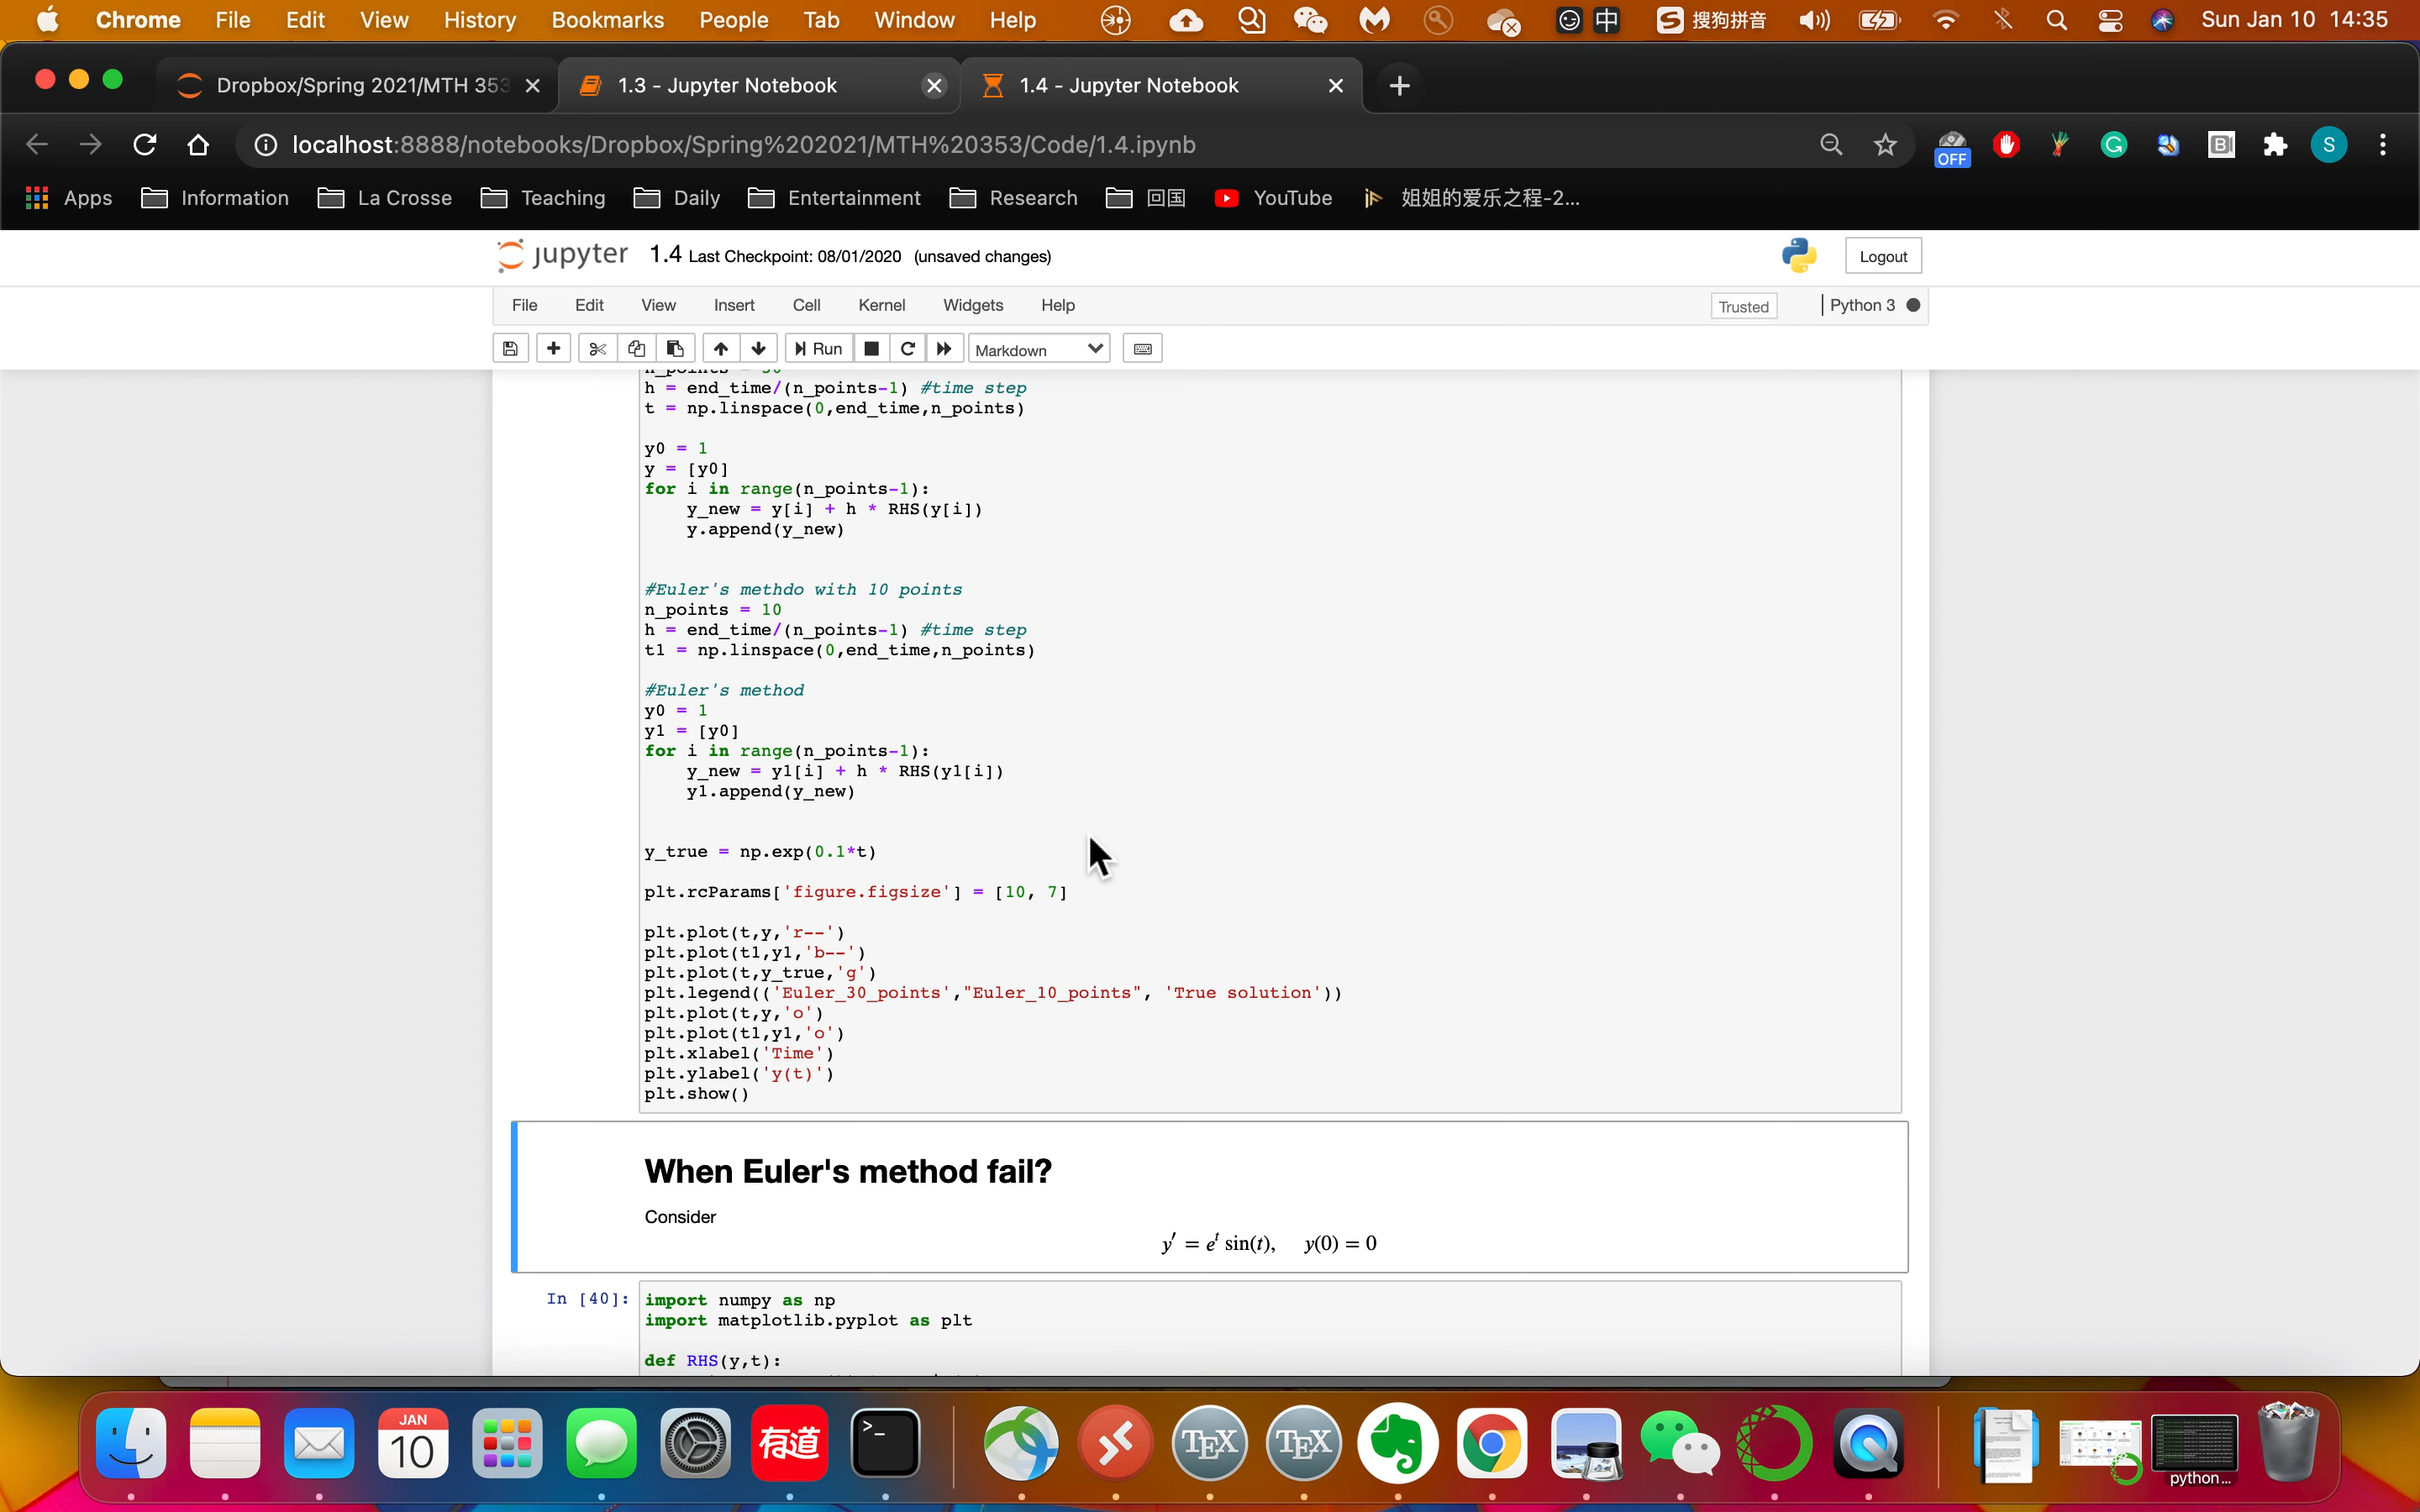 Chrome File Edit View History Bookmarks People Tab Window Help 中 搜狗拼音 Sun Jan 10 14:35
Dropbox/Spring 2021/MTH 353 1.3 - Jupyter Notebook 1.4 - Jupyter Notebook
localhost:8888/notebooks/Dropbox/Spring%202021/MTH%20353/Code/1.4.ipynb OFF S
Apps Information La Crosse Teaching Daily Entertainment Research 回国 YouTube 姐姐的爱乐之程-2...
jupyter 1.4 Last Checkpoint: 08/01/2020 (unsaved changes) Logout
File Edit View Insert Cell Kernel Widgets Help Trusted Python 3
Run Markdown
h = end_time/(n_points-1) #time step
t = np.linspace(0,end_time,n_points)
y0 = 1
y = [y0]
for i in range(n_points-1):
y_new = y[i] + h * RHS(y[i])
y.append(y_new)
#Euler's methdo with 10 points
n_points = 10
h = end_time/(n_points-1) #time step
t1 = np.linspace(0,end_time,n_points)
#Euler's method
y0 = 1
y1 = [y0]
for i in range(n_points-1):
y_new = y1[i] + h * RHS(y1[i])
y1.append(y_new)
y_true = np.exp(0.1*t)
plt.rcParams['figure.figsize'] = [10, 7]
plt.plot(t,y,'r--')
plt.plot(t1,y1,'b--')
plt.plot(t,y_true,'g')
plt.legend(('Euler_30_points',"Euler_10_points", 'True solution'))
plt.plot(t,y,'o')
plt.plot(t1,y1,'o')
plt.xlabel('Time')
plt.ylabel('y(t)')
plt.show()
When Euler's method fail?
Consider
y′ = eᵗ sin(t), y(0) = 0
In [40]: import numpy as np
import matplotlib.pyplot as plt
def RHS(y,t):
JAN
10
有道
>_
TEX
TEX
python...